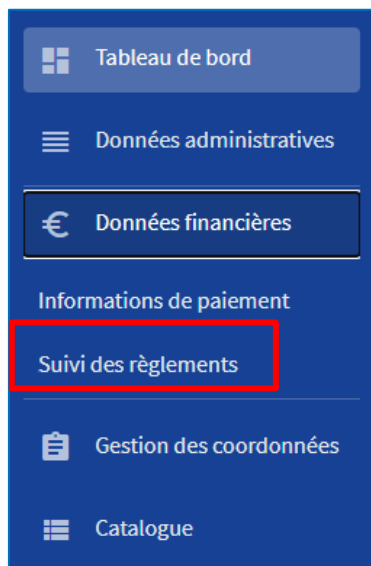 Tableau de bord
Données administratives
Données financières
Informations de paiement
Suivi des règlements
Gestion des coordonnées
Catalogue